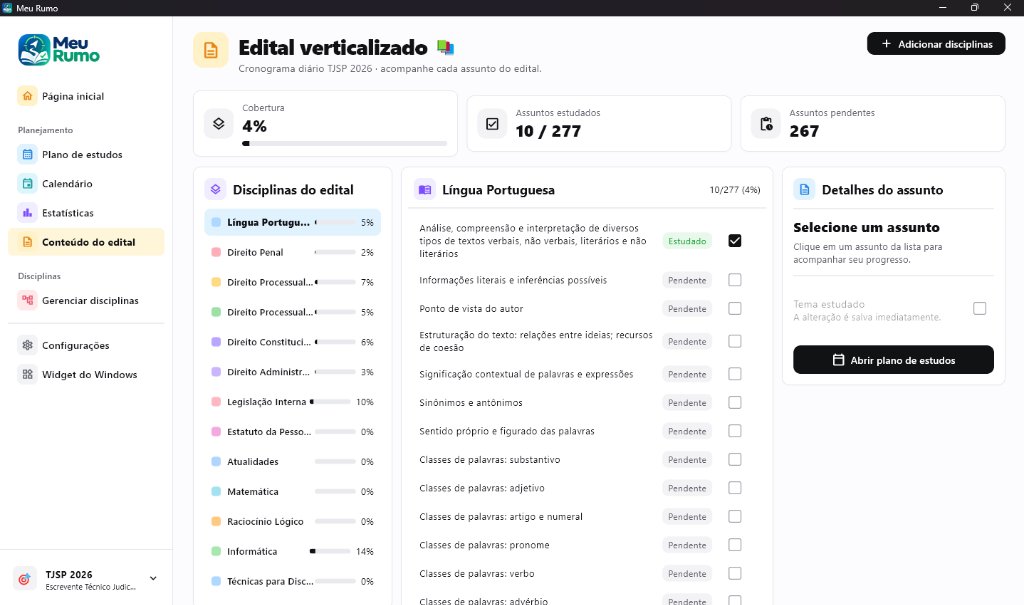 Meu Rumo
Meu
Rumo
Página inicial
Planejamento
Plano de estudos
Calendário
Estatísticas
Conteúdo do edital
Disciplinas
Gerenciar disciplinas
Configurações
Widget do Windows
TJSP 2026
Escrevente Técnico Judic...
Edital verticalizado
Cronograma diário TJSP 2026 · acompanhe cada assunto do edital.
+ Adicionar disciplinas
Cobertura
4%
Assuntos estudados
10 / 277
Assuntos pendentes
267
Disciplinas do edital
Língua Portugu... 5%
Direito Penal 2%
Direito Processual... 7%
Direito Processual... 5%
Direito Constituci... 6%
Direito Administr... 3%
Legislação Interna 10%
Estatuto da Pesso... 0%
Atualidades 0%
Matemática 0%
Raciocínio Lógico 0%
Informática 14%
Técnicas para Disc... 0%
Língua Portuguesa 10/277 (4%)
Análise, compreensão e interpretação de diversos
tipos de textos verbais, não verbais, literários e não
literários
Estudado
Informações literais e inferências possíveis Pendente
Ponto de vista do autor Pendente
Estruturação do texto: relações entre ideias; recursos
de coesão
Pendente
Significação contextual de palavras e expressões Pendente
Sinônimos e antônimos Pendente
Sentido próprio e figurado das palavras Pendente
Classes de palavras: substantivo Pendente
Classes de palavras: adjetivo Pendente
Classes de palavras: artigo e numeral Pendente
Classes de palavras: pronome Pendente
Classes de palavras: verbo Pendente
Classes de palavras: advérbio Pendente
Detalhes do assunto
Selecione um assunto
Clique em um assunto da lista para
acompanhar seu progresso.
Tema estudado
A alteração é salva imediatamente.
Abrir plano de estudos